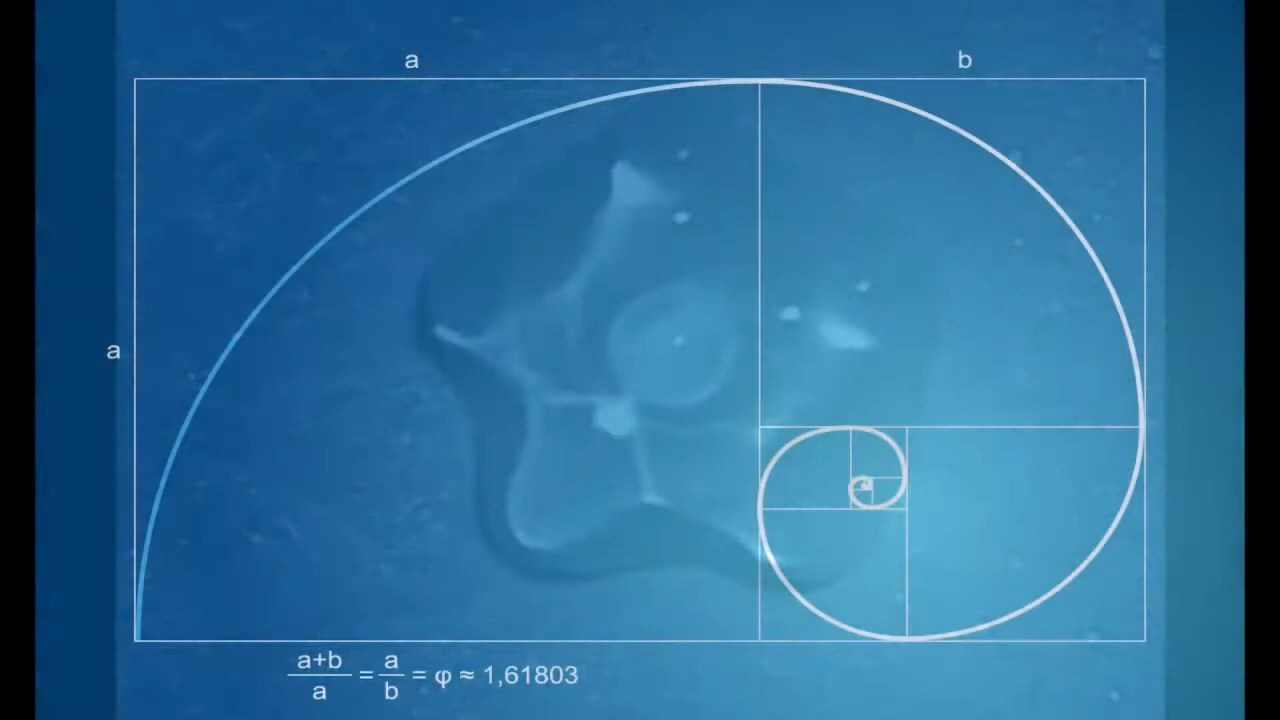 a b
a
a+b/a = a/b = φ ≈ 1,61803